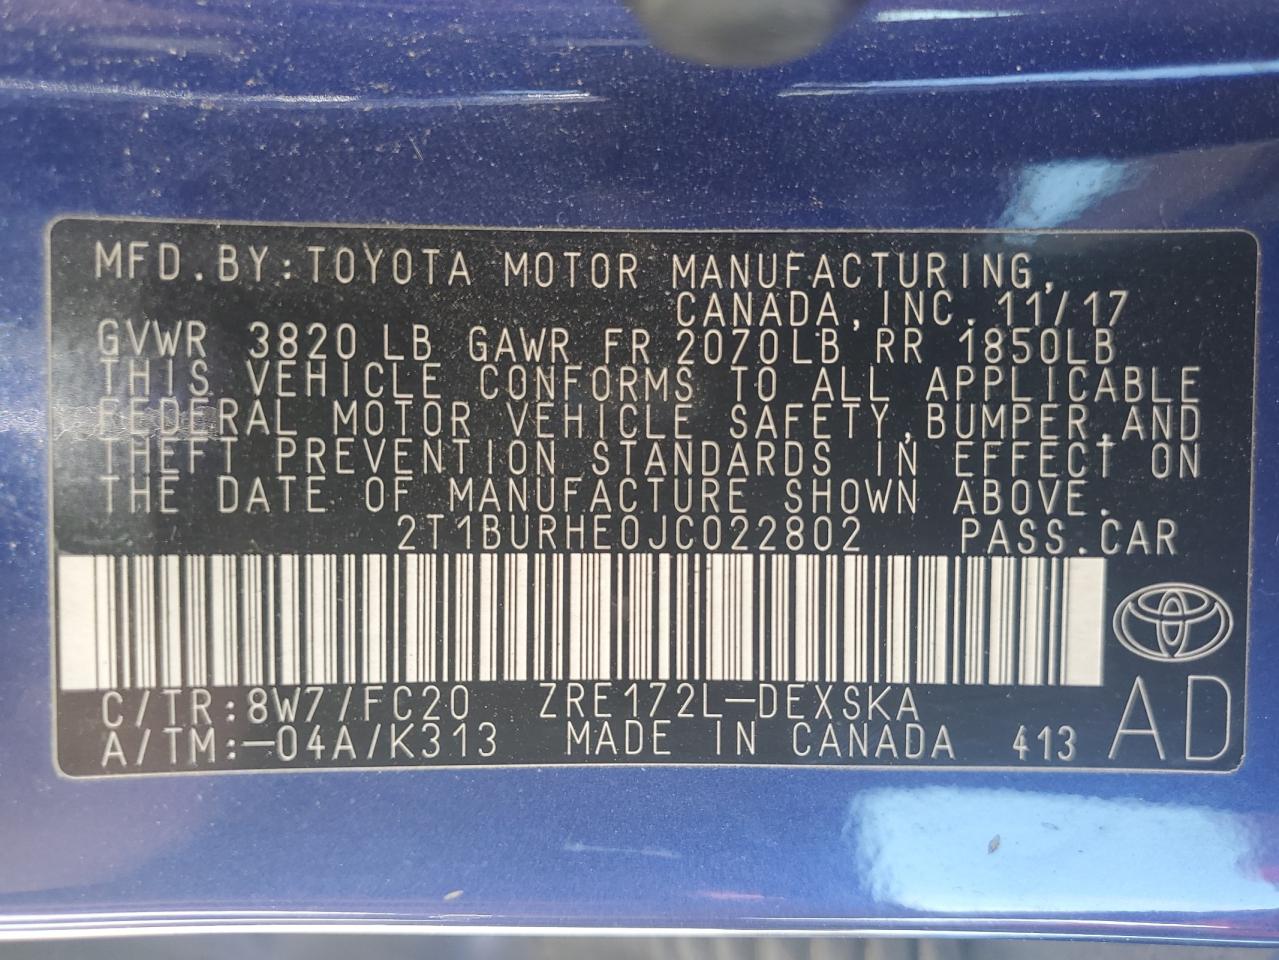 MFD.BY:TOYOTA MOTOR MANUFACTURING,
CANADA,INC. 11/17
GVWR 3820 LB GAWR FR 2070LB RR 1850LB
THIS VEHICLE CONFORMS TO ALL APPLICABLE
FEDERAL MOTOR VEHICLE SAFETY,BUMPER,AND
THEFT PREVENTION STANDARDS IN EFFECT ON
THE DATE OF MANUFACTURE SHOWN ABOVE.
2T1BURHE0JC022802 PASS.CAR
C/TR:8W7/FC20 ZRE172L-DEXSKA
A/TM:-04A/K313 MADE IN CANADA 413
AD